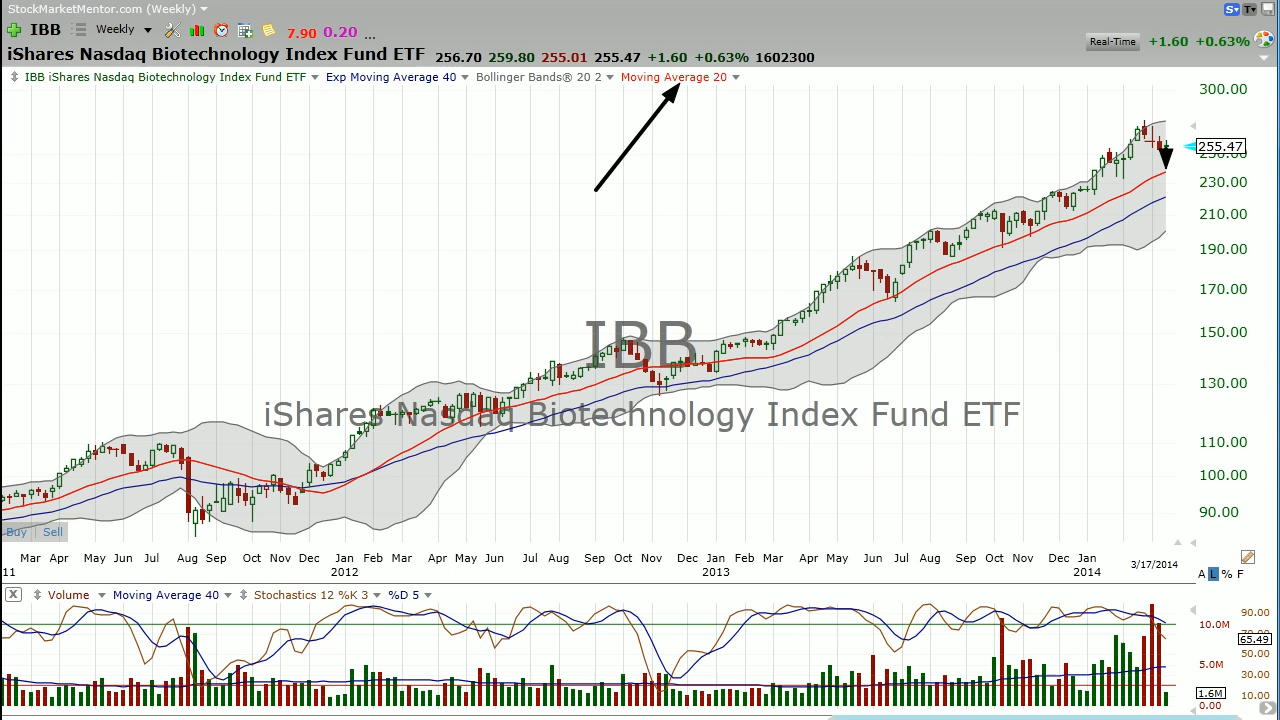 StockMarketMentor.com (Weekly)
S T
IBB Weekly 7.90 0.20 ...
Real-Time +1.60 +0.63%
iShares Nasdaq Biotechnology Index Fund ETF 256.70 259.80 255.01 255.47 +1.60 +0.63% 1602300
IBB iShares Nasdaq Biotechnology Index Fund ETF Exp Moving Average 40 Bollinger Bands® 20 2 Moving Average 20
300.00
255.47
250.00
230.00
210.00
190.00
170.00
150.00
130.00
110.00
100.00
90.00
IBB
iShares Nasdaq Biotechnology Index Fund ETF
Buy Sell
Mar Apr May Jun Jul Aug Sep Oct Nov Dec Jan Feb Mar Apr May Jun Jul Aug Sep Oct Nov Dec Jan Feb Mar Apr May Jun Jul Aug Sep Oct Nov Dec Jan 3/17/2014
11 2012 2013 2014
A L % F
X Volume Moving Average 40 Stochastics 12 %K 3 %D 5
90.00
10.0M
70.00
65.49
50.00
5.0M
30.00
1.6M
10.00
0.00